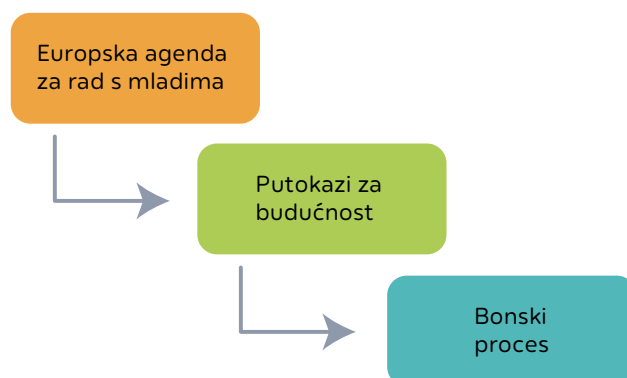 Europska agenda
za rad s mladima
Putokazi za
budućnost
Bonski
proces